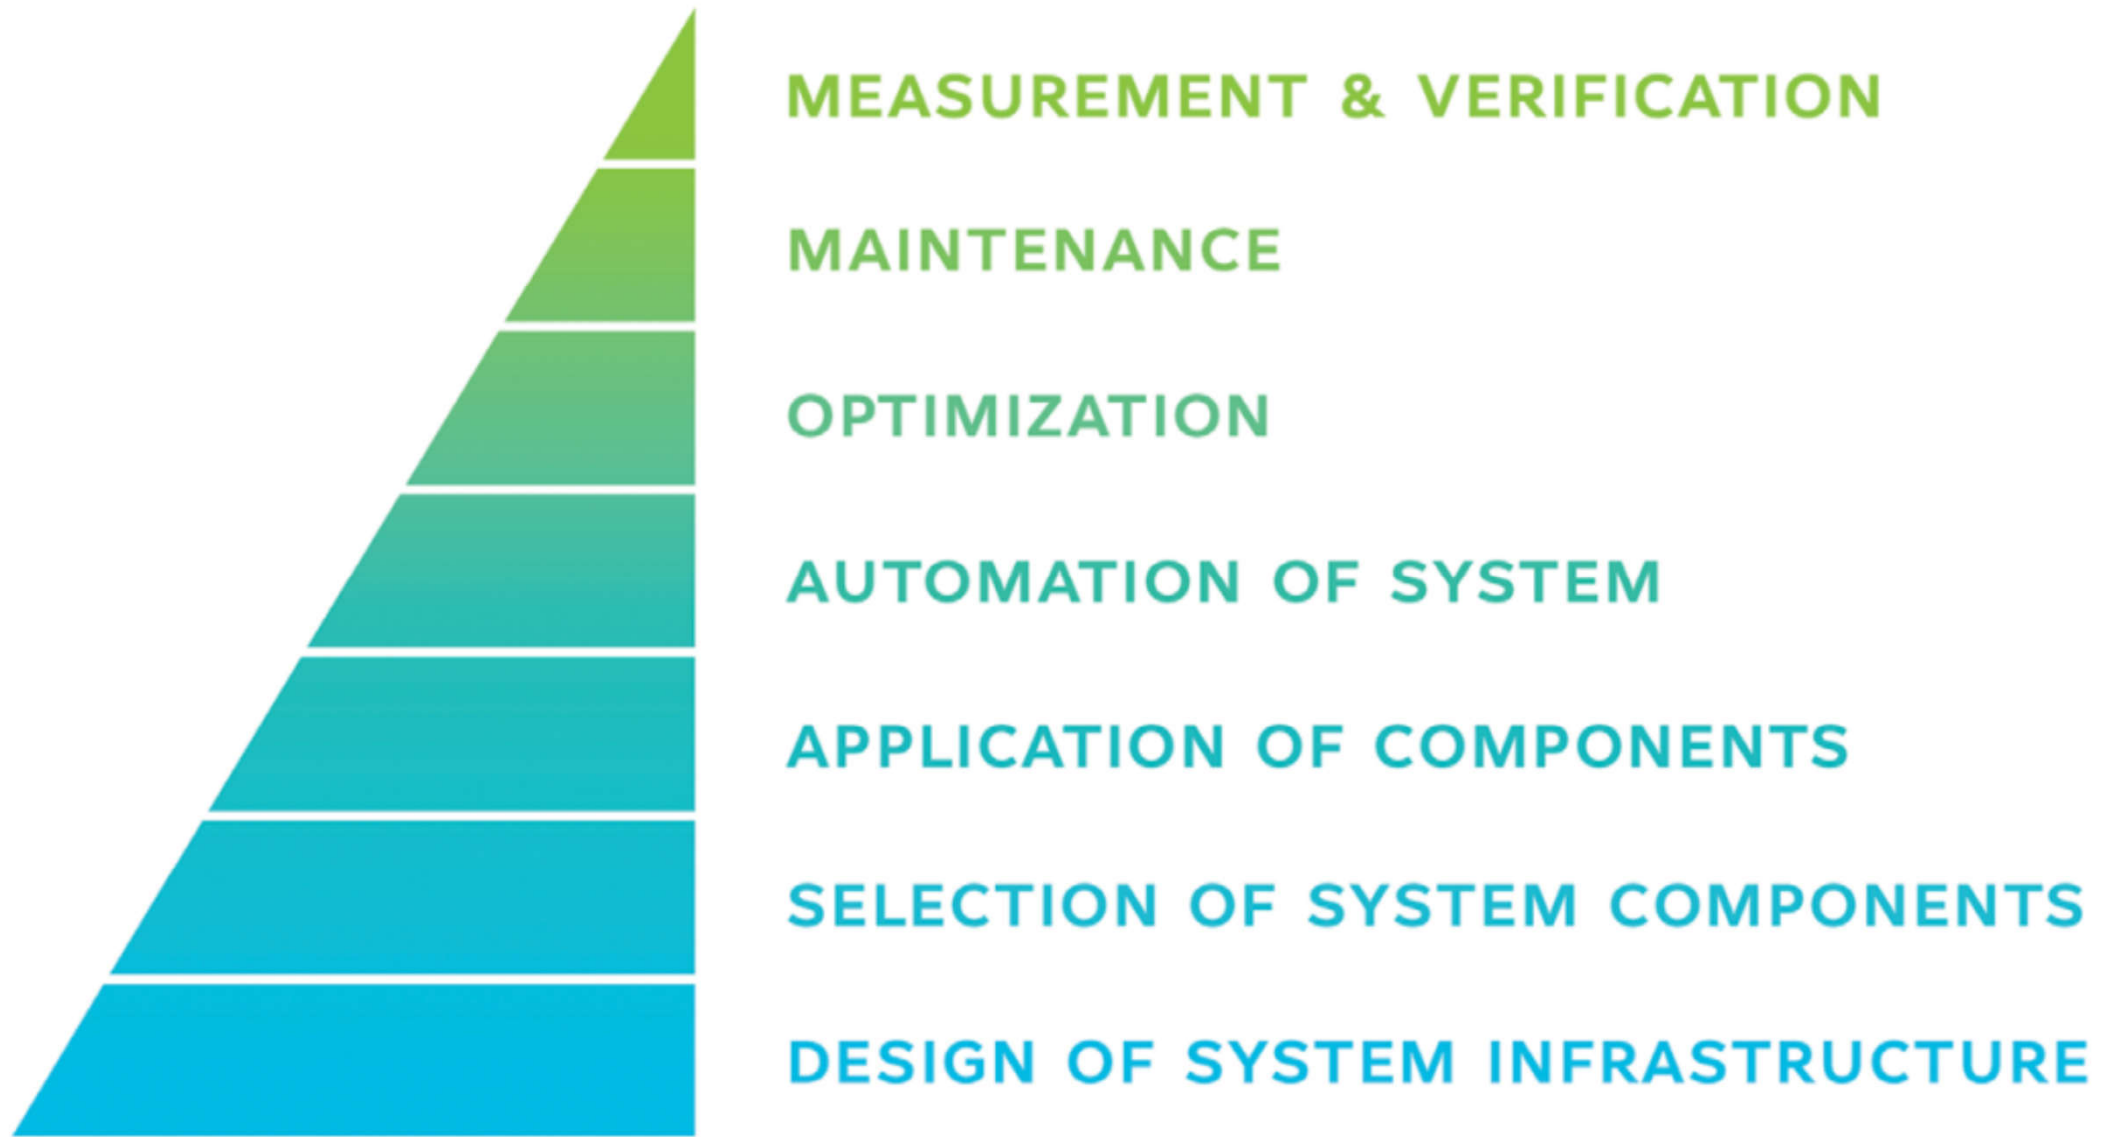 MEASUREMENT & VERIFICATION
MAINTENANCE
OPTIMIZATION
AUTOMATION OF SYSTEM
APPLICATION OF COMPONENTS
SELECTION OF SYSTEM COMPONENTS
DESIGN OF SYSTEM INFRASTRUCTURE